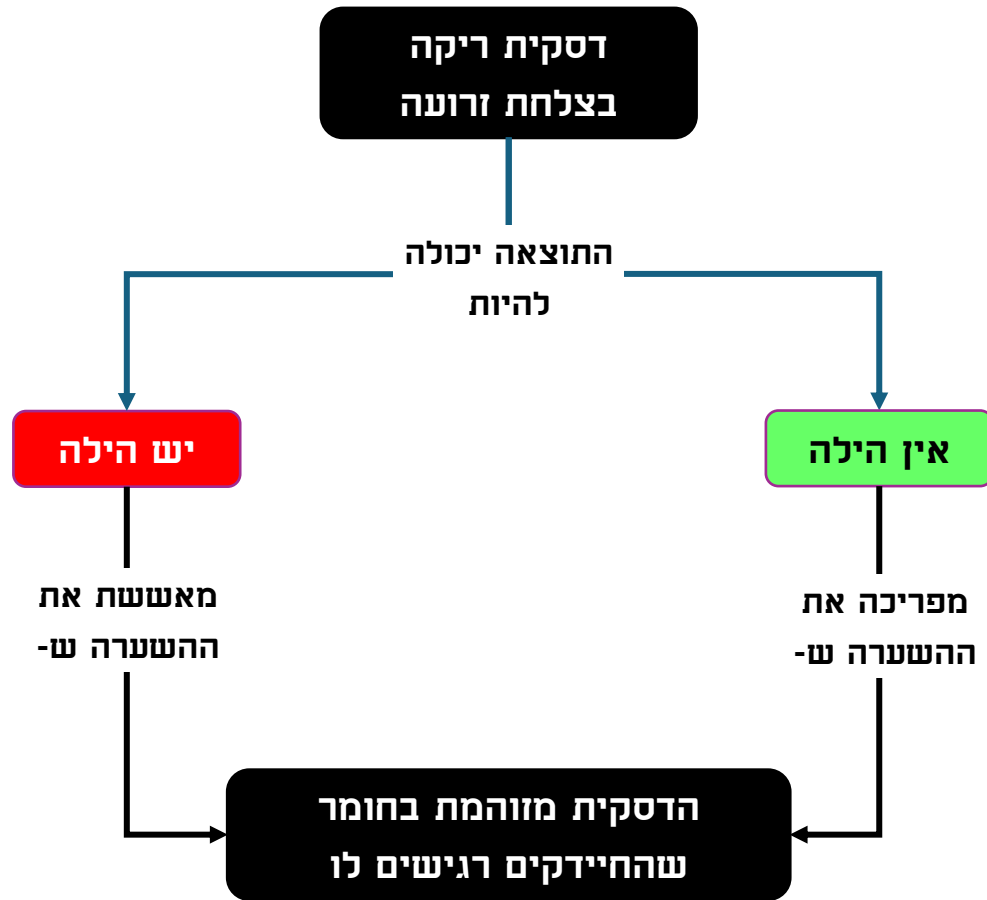 דסקית ריקה
בצלחת זרועה
התוצאה יכולה
להיות
אין הילה
יש הילה
מפריכה את
ההשערה ש-
מאששת את
ההשערה ש-
הדסקית מזוהמת בחומר
שהחיידקים רגישים לו